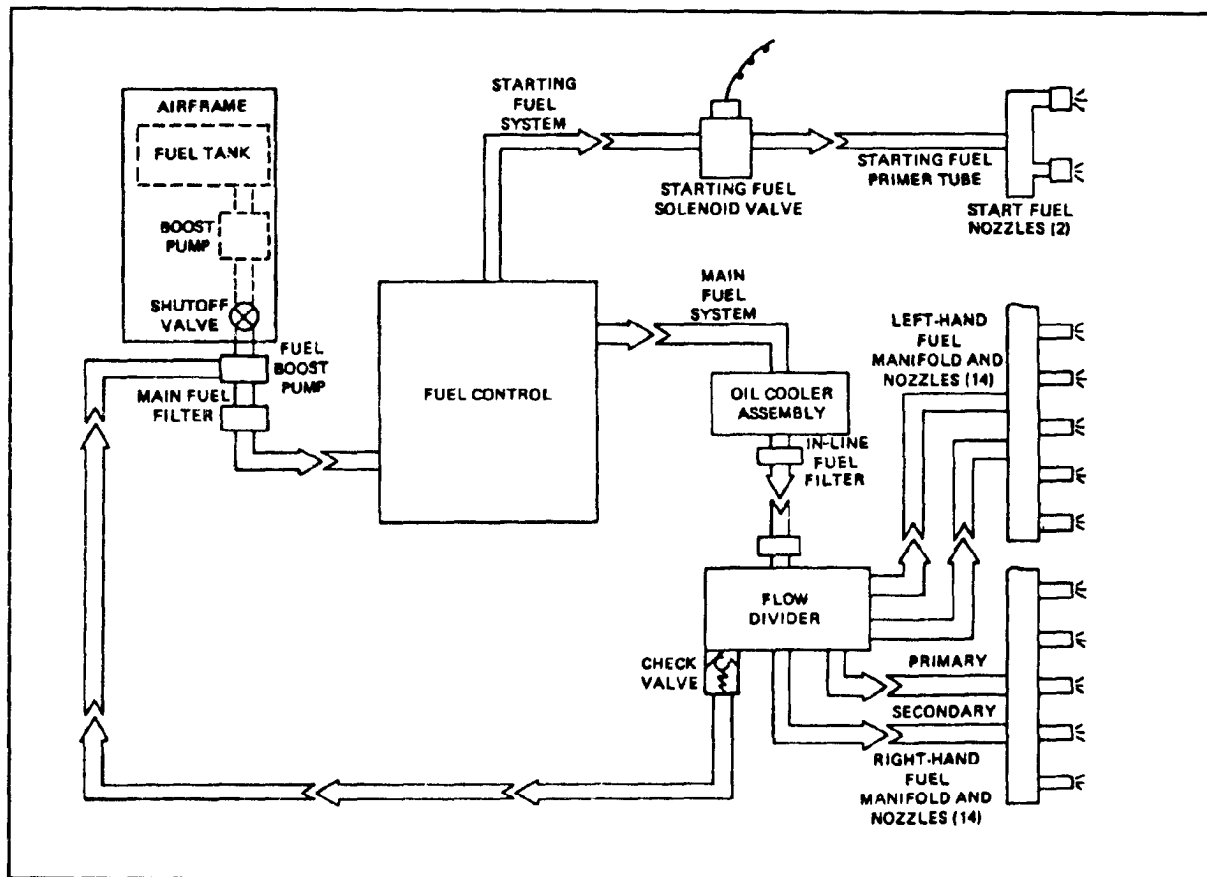 AIRFRAME
FUEL TANK
BOOST
PUMP
SHUTOFF
VALVE
FUEL
BOOST
PUMP
MAIN FUEL
FILTER
FUEL CONTROL
STARTING
FUEL
SYSTEM
STARTING FUEL
SOLENOID VALVE
STARTING FUEL
PRIMER TUBE
START FUEL
NOZZLES (2)
MAIN
FUEL
SYSTEM
OIL COOLER
ASSEMBLY
IN-LINE
FUEL
FILTER
LEFT-HAND
FUEL
MANIFOLD AND
NOZZLES (14)
FLOW
DIVIDER
CHECK
VALVE
PRIMARY
SECONDARY
RIGHT-HAND
FUEL
MANIFOLD AND
NOZZLES (14)